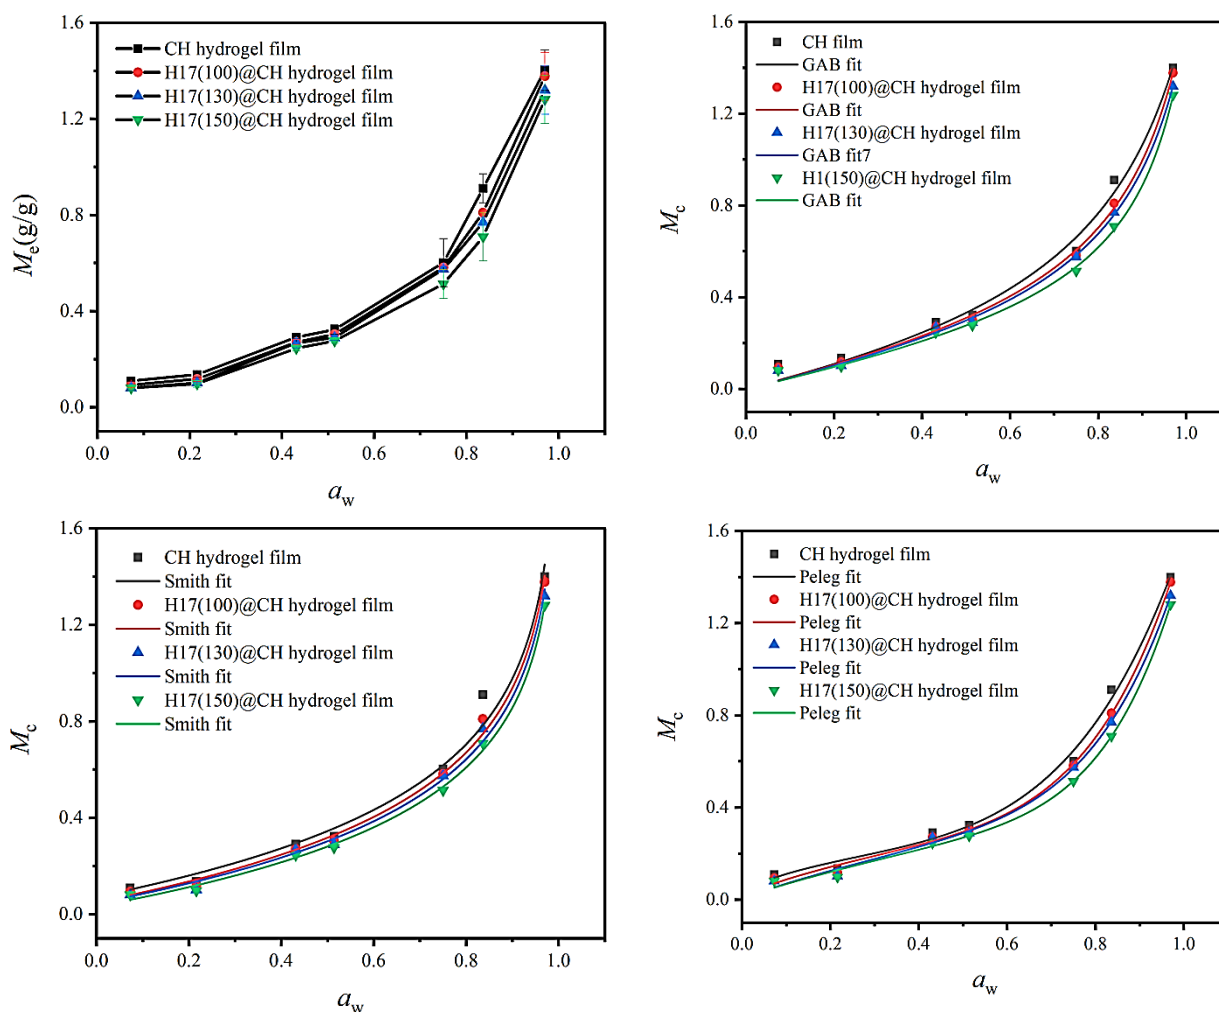 1.6
1.2
0.8
0.4
0.0
Me(g/g)
CH hydrogel film
H17(100)@CH hydrogel film
H17(130)@CH hydrogel film
H17(150)@CH hydrogel film
0.0 0.2 0.4 0.6 0.8 1.0
aw
1.6
1.2
0.8
0.4
0.0
Mc
CH film
GAB fit
H17(100)@CH hydrogel film
GAB fit
H17(130)@CH hydrogel film
GAB fit7
H1(150)@CH hydrogel film
GAB fit
0.0 0.2 0.4 0.6 0.8 1.0
aw
1.6
1.2
0.8
0.4
0.0
Mc
CH hydrogel film
Smith fit
H17(100)@CH hydrogel film
Smith fit
H17(130)@CH hydrogel film
Smith fit
H17(150)@CH hydrogel film
Smith fit
0.0 0.2 0.4 0.6 0.8 1.0
aw
1.6
1.2
0.8
0.4
0.0
Mc
CH hydrogel film
Peleg fit
H17(100)@CH hydrogel film
Peleg fit
H17(130)@CH hydrogel film
Peleg fit
H17(150)@CH hydrogel film
Peleg fit
0.0 0.2 0.4 0.6 0.8 1.0
aw